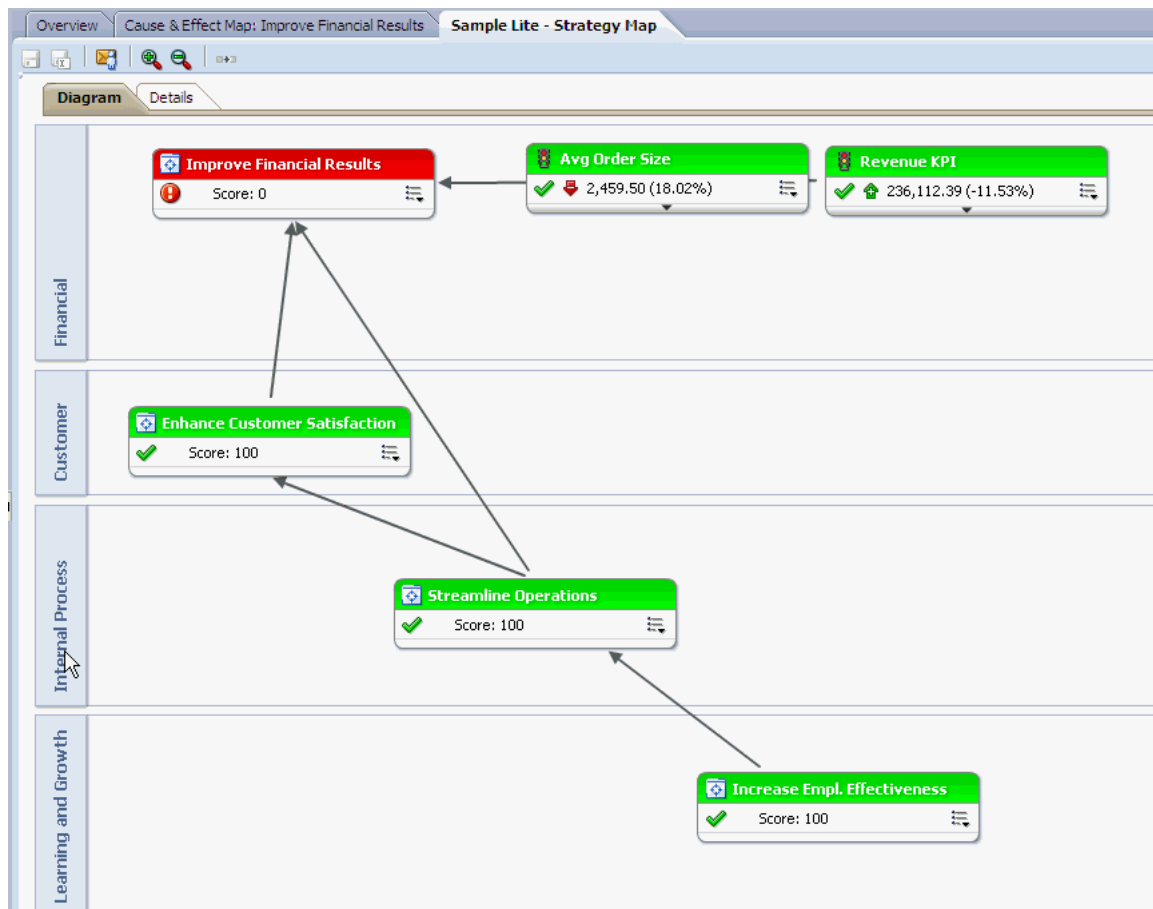 Overview
Cause & Effect Map: Improve Financial Results
Sample Lite - Strategy Map
Diagram
Details
Financial
Improve Financial Results
Score: 0
Avg Order Size
2,459.50 (18.02%)
Revenue KPI
236,112.39 (-11.53%)
Customer
Enhance Customer Satisfaction
Score: 100
Internal Process
Streamline Operations
Score: 100
Learning and Growth
Increase Empl. Effectiveness
Score: 100